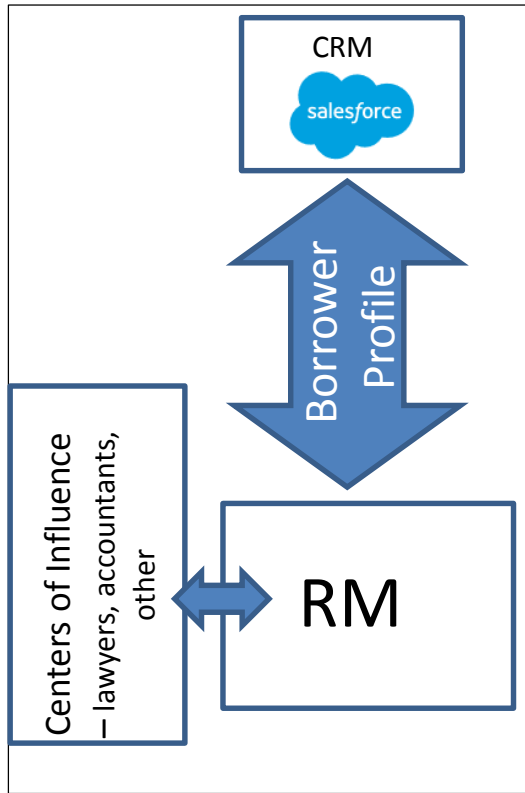 CRM
salesforce
Borrower
Profile
Centers of Influence
– lawyers, accountants,
other
RM